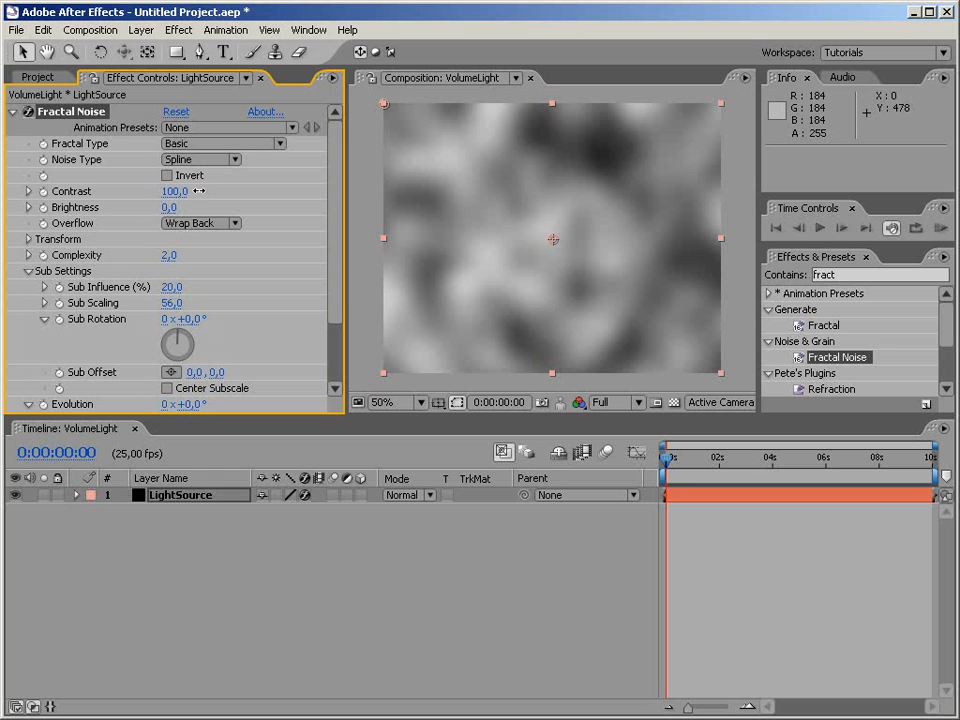 Adobe After Effects - Untitled Project.aep *
File Edit Composition Layer Effect Animation View Window Help
Workspace: Tutorials
Project Effect Controls: LightSource
VolumeLight * LightSource
Fractal Noise Reset About...
Animation Presets: None
Fractal Type Basic
Noise Type Spline
Invert
Contrast 100,0
Brightness 0,0
Overflow Wrap Back
Transform
Complexity 2,0
Sub Settings
Sub Influence (%) 20,0
Sub Scaling 56,0
Sub Rotation 0 x+0,0°
Sub Offset 0,0, 0,0
Center Subscale
Evolution 0 x+0,0°
Composition: VolumeLight
50% 0:00:00:00 Full Active Camera
Info Audio
R: 184 X: 0
G: 184 Y: 478
B: 184
A: 255
Time Controls
Effects & Presets
Contains: fract
* Animation Presets
Generate
Fractal
Noise & Grain
Fractal Noise
Pete's Plugins
Refraction
Timeline: VolumeLight
0:00:00:00 (25,00 fps)
# Layer Name Mode T TrkMat Parent
1 LightSource Normal None
02s 04s 06s 08s 10s